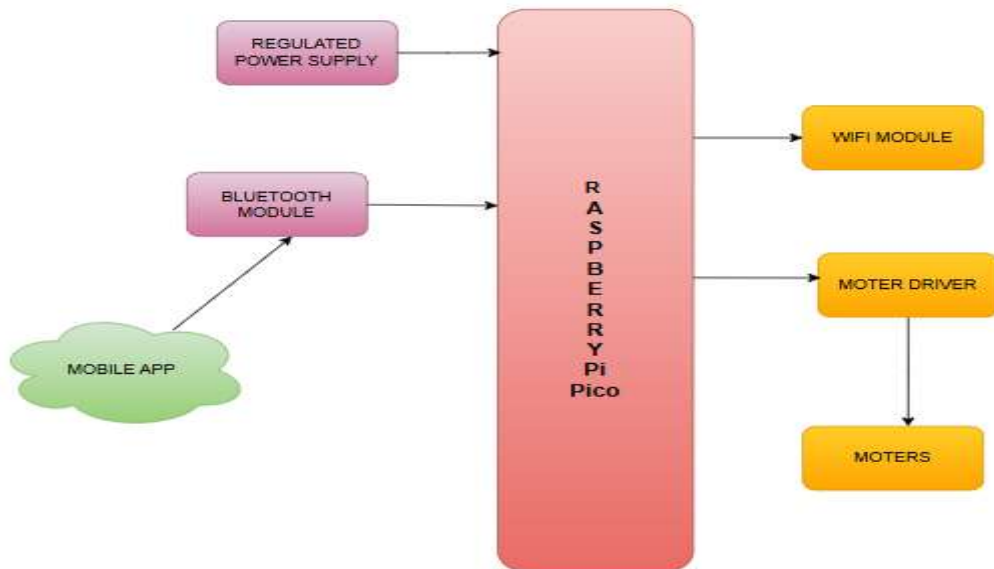 REGULATED
POWER SUPPLY
WIFI MODULE
BLUETOOTH
MODULE
R
A
S
P
B
E
R
R
Y
Pi
Pico
MOTER DRIVER
MOBILE APP
MOTERS